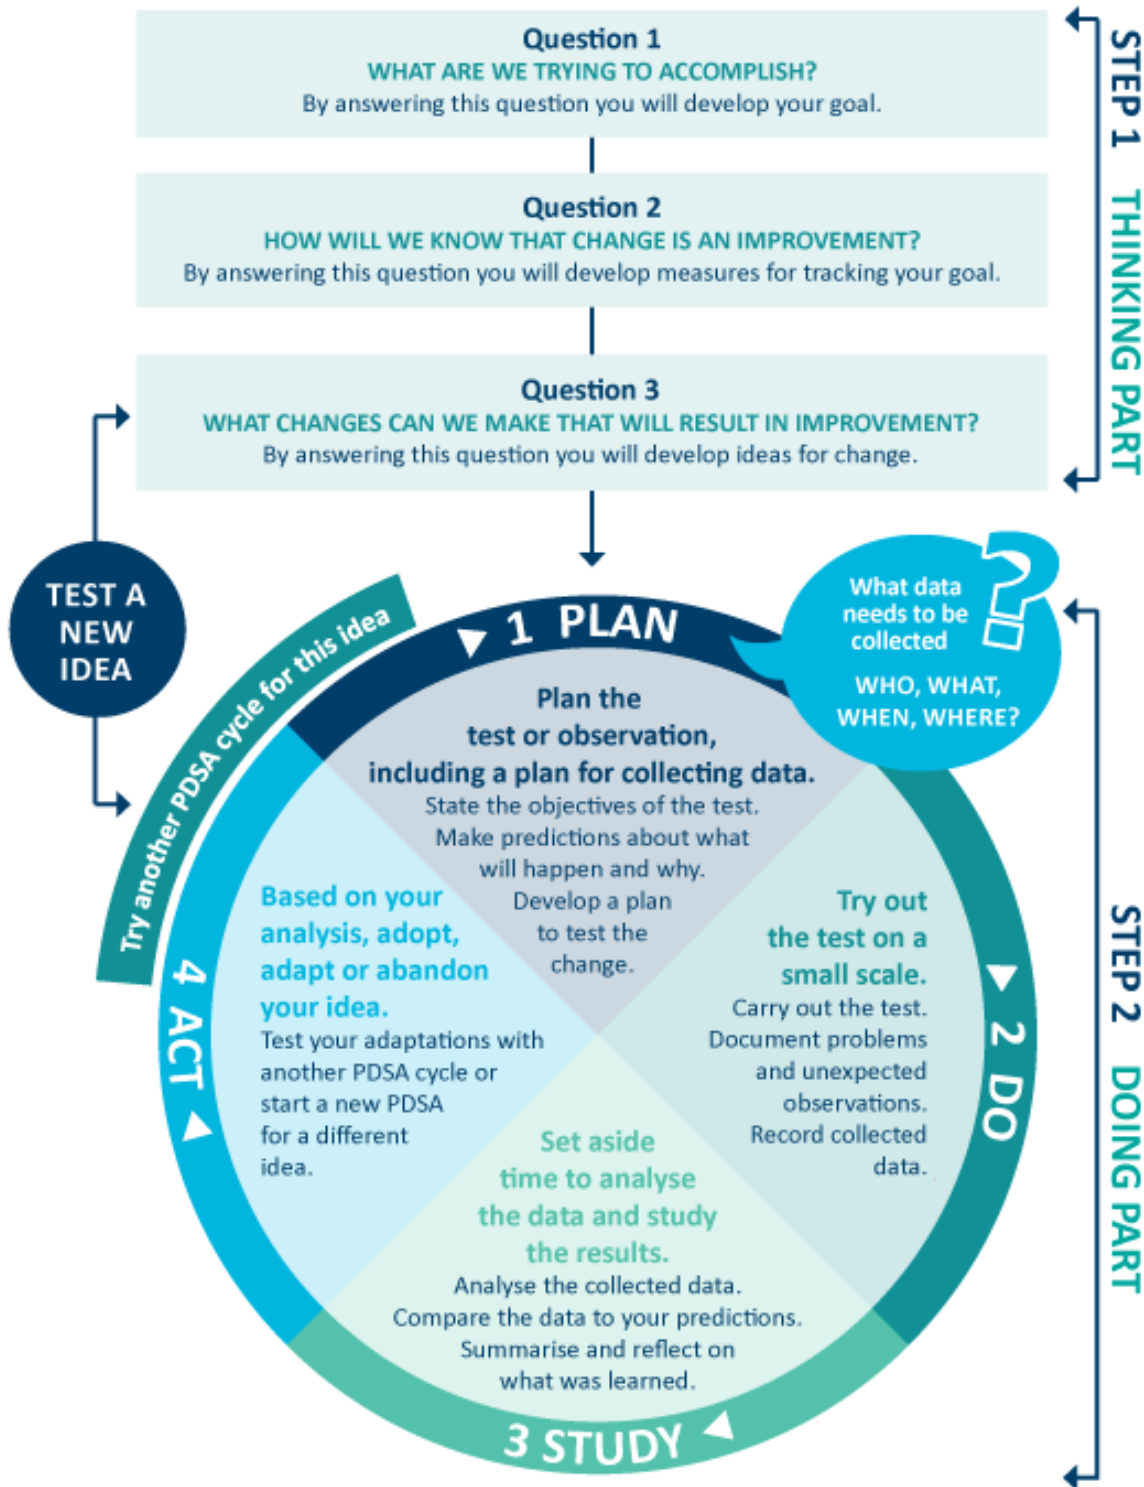 Question 1
WHAT ARE WE TRYING TO ACCOMPLISH?
By answering this question you will develop your goal.
Question 2
HOW WILL WE KNOW THAT CHANGE IS AN IMPROVEMENT?
By answering this question you will develop measures for tracking your goal.
Question 3
WHAT CHANGES CAN WE MAKE THAT WILL RESULT IN IMPROVEMENT?
By answering this question you will develop ideas for change.
STEP 1 THINKING PART
TEST A
NEW
IDEA
Try another PDSA cycle for this idea
1 PLAN
What data
needs to be
collected
?
WHO, WHAT,
WHEN, WHERE?
Plan the
test or observation,
including a plan for collecting data.
State the objectives of the test.
Make predictions about what
will happen and why.
Develop a plan
to test the
change.
2 DO
Try out
the test on a
small scale.
Carry out the test.
Document problems
and unexpected
observations.
Record collected
data.
3 STUDY
Set aside
time to analyse
the data and study
the results.
Analyse the collected data.
Compare the data to your predictions.
Summarise and reflect on
what was learned.
4 ACT
Based on your
analysis, adopt,
adapt or abandon
your idea.
Test your adaptations with
another PDSA cycle or
start a new PDSA
for a different
idea.
STEP 2 DOING PART